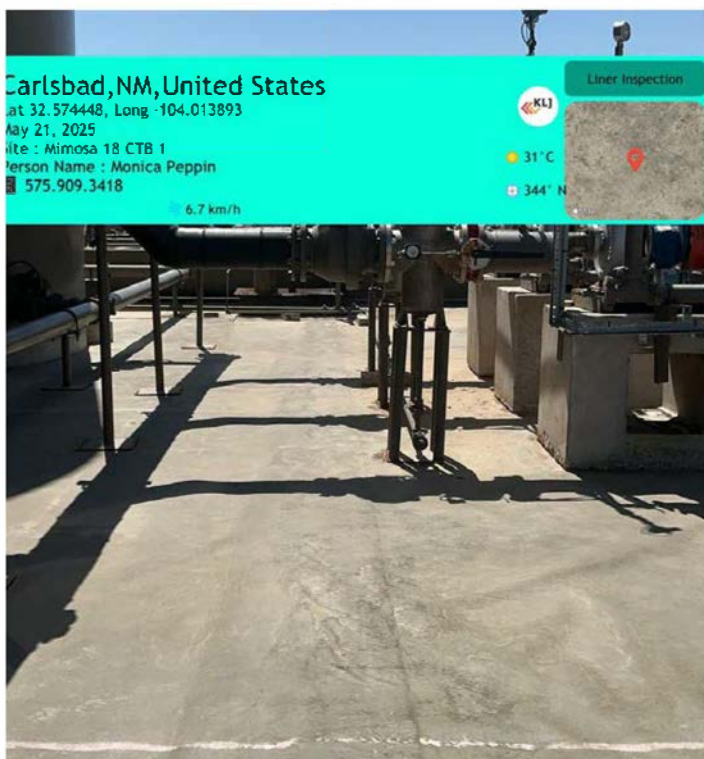 Carlsbad,NM,United States
Lat 32.574448, Long -104.013893
May 21, 2025
Site : Mimosa 18 CTB 1
Person Name : Monica Peppin
575.909.3418
6.7 km/h
KLJ
31°C
344° N
Liner Inspection